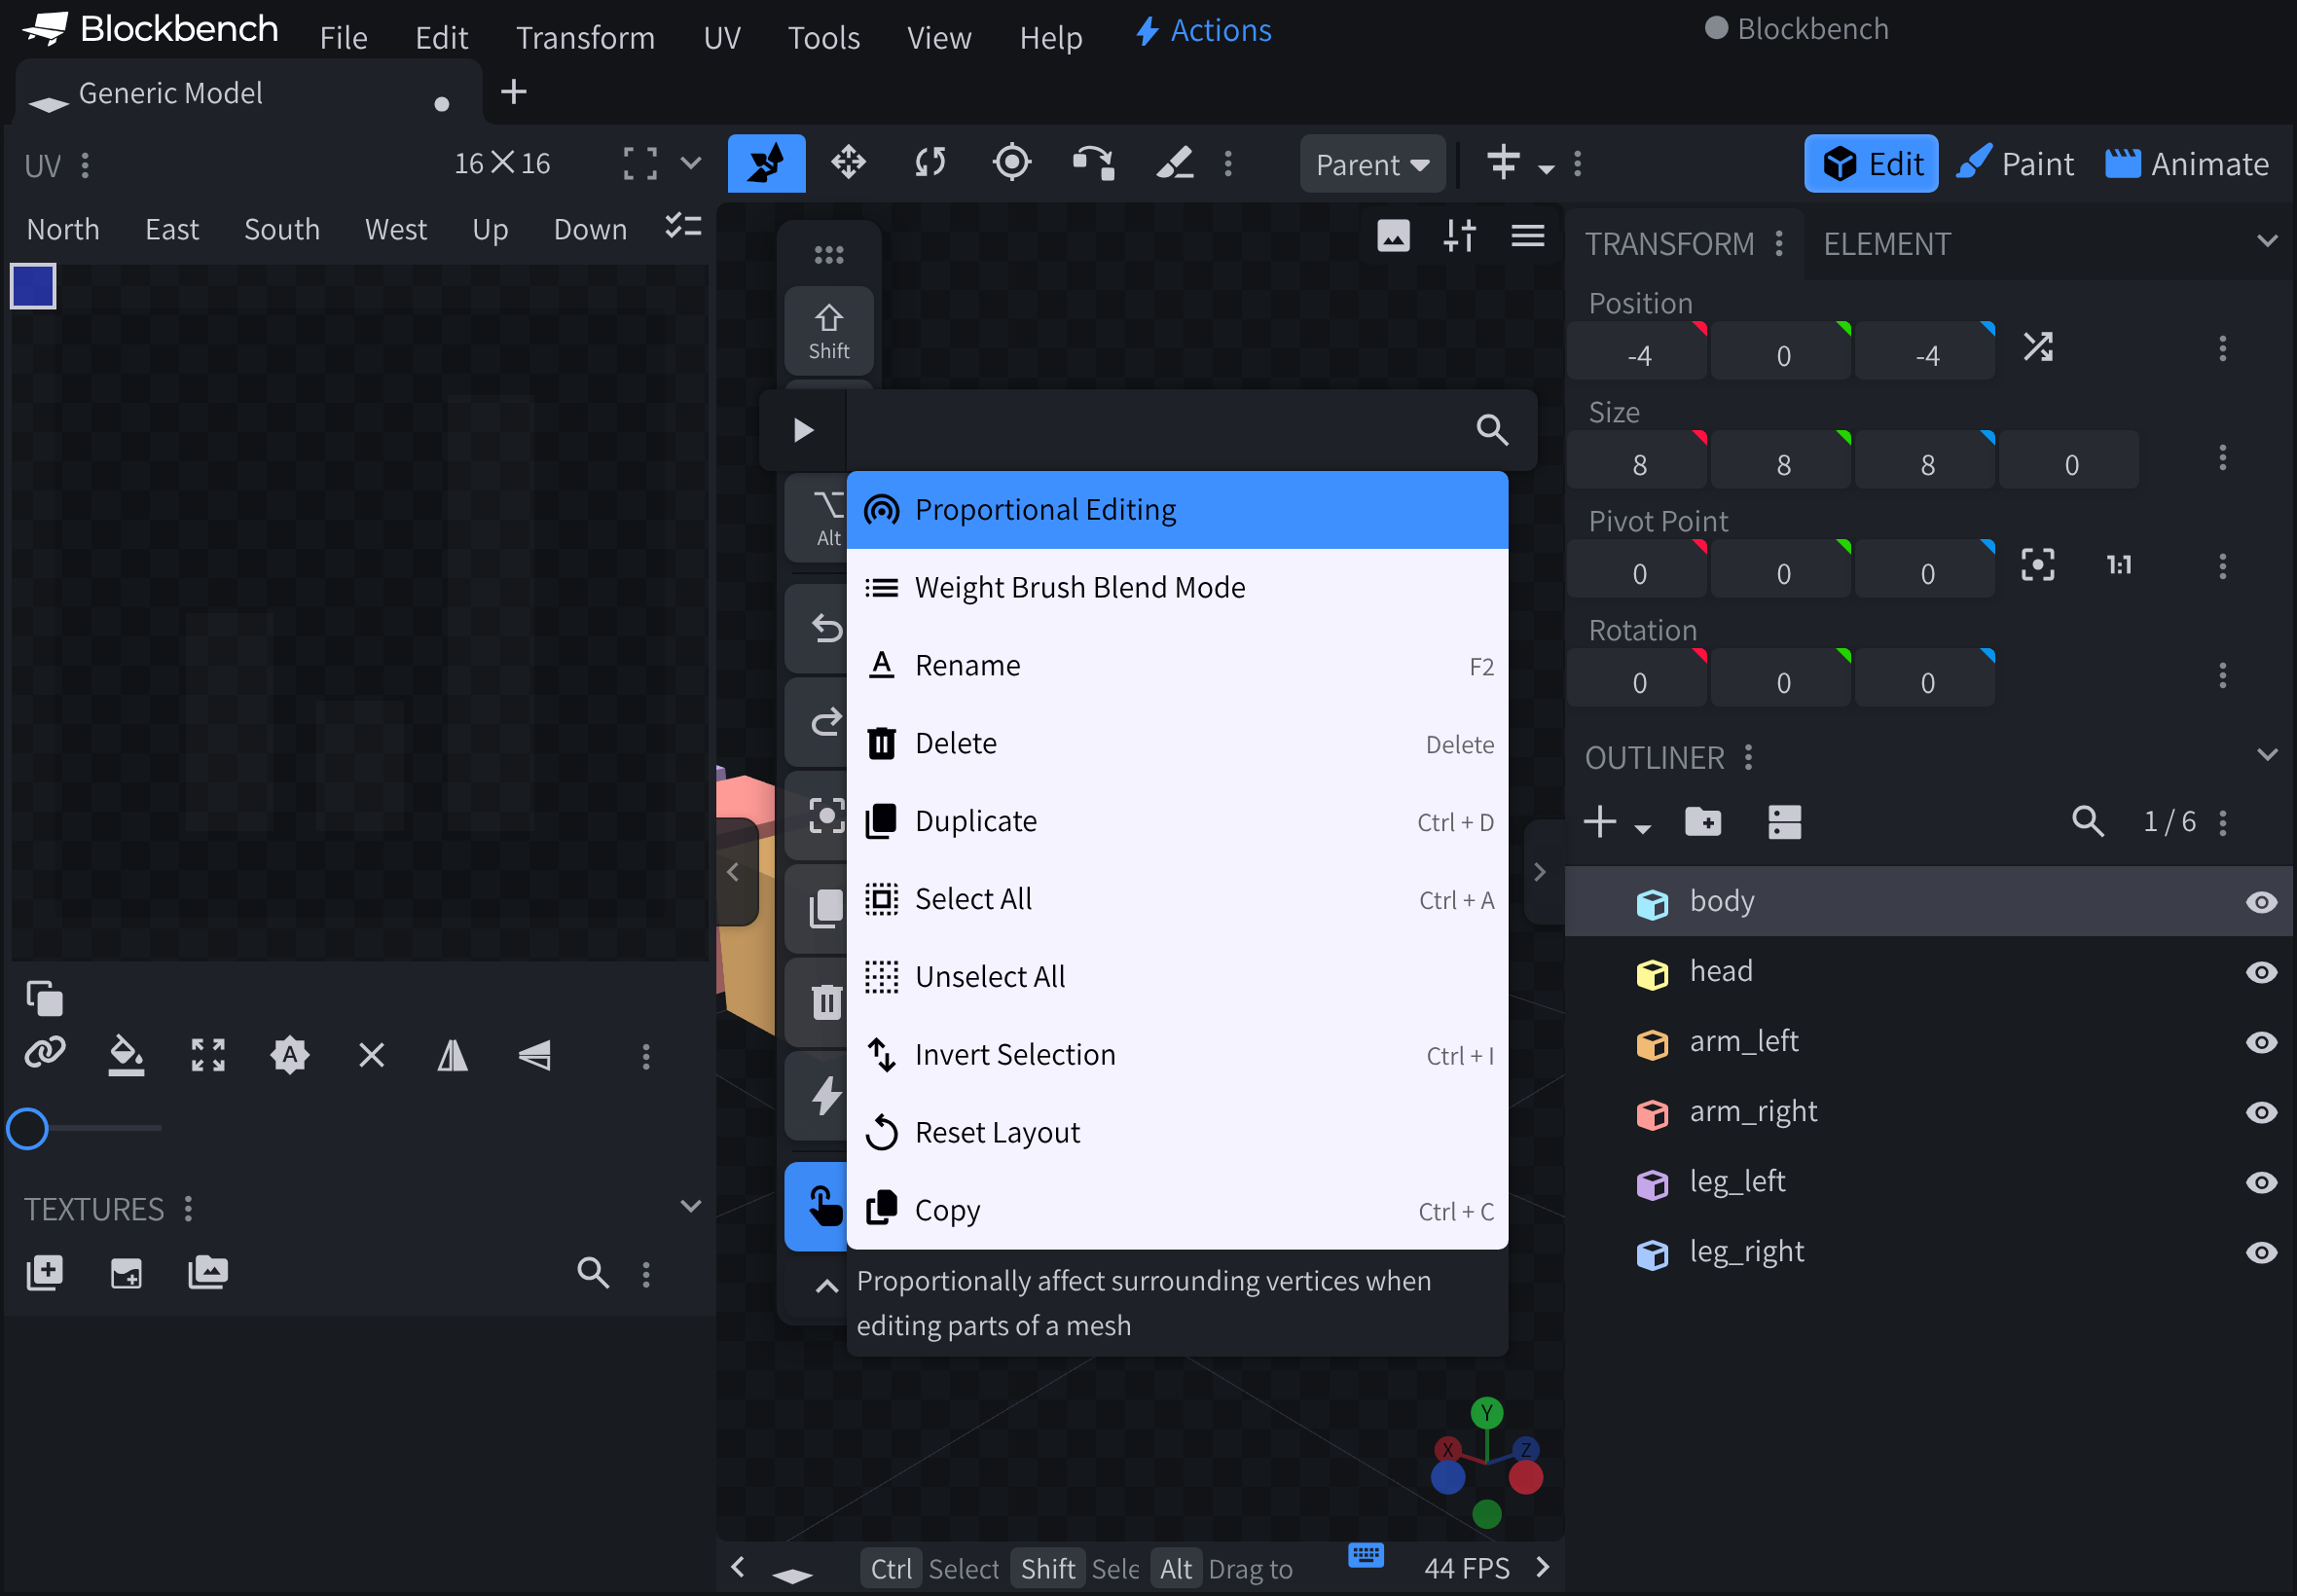 Blockbench File Edit Transform UV Tools View Help Actions Blockbench
Generic Model
UV 16×16
North East South West Up Down
Parent
Edit Paint Animate
Shift
Alt
Proportional Editing
Weight Brush Blend Mode
Rename F2
Delete Delete
Duplicate Ctrl + D
Select All Ctrl + A
Unselect All
Invert Selection Ctrl + I
Reset Layout
Copy Ctrl + C
Proportionally affect surrounding vertices when
editing parts of a mesh
TRANSFORM ELEMENT
Position
-4 0 -4
Size
8 8 8 0
Pivot Point
0 0 0 1:1
Rotation
0 0 0
OUTLINER
1 / 6
body
head
arm_left
arm_right
leg_left
leg_right
A
TEXTURES
Y
X Z
Ctrl Select Shift Sele Alt Drag to 44 FPS